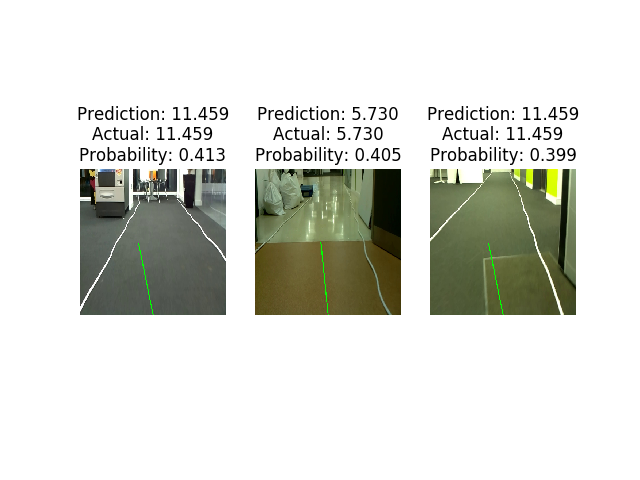 Prediction: 11.459
Actual: 11.459
Probability: 0.413
Prediction: 5.730
Actual: 5.730
Probability: 0.405
Prediction: 11.459
Actual: 11.459
Probability: 0.399